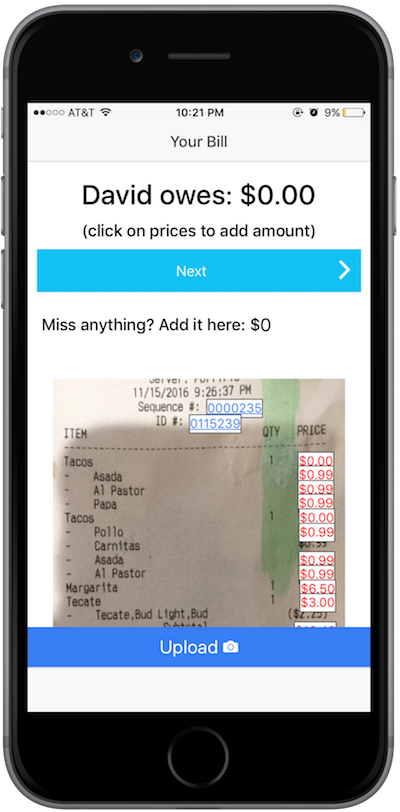 AT&T 10:21 PM 9%
Your Bill
David owes: $0.00
(click on prices to add amount)
Next
Miss anything? Add it here: $0
Server:
11/15/2016 9:26:37 PM
Sequence #: 0000235
ID #: 0115239
ITEM QTY PRICE
Tacos 1 $0.00
- Asada $0.99
- Al Pastor $0.99
- Papa $0.99
Tacos 1 $0.00
- Pollo $0.99
- Carnitas $0.99
- Asada $0.99
- Al Pastor $0.99
Margarita 1 $6.50
Tecate 1 $3.00
- Tecate,Bud Light,Bud ($2.25)
Subtotal
Upload